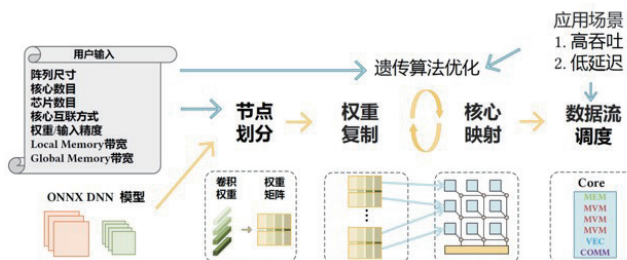 用户输入
阵列尺寸
核心数目
芯片数目
核心互联方式
权重/输入精度
Local Memory带宽
Global Memory带宽
ONNX DNN 模型
应用场景
1. 高吞吐
2. 低延迟
遗传算法优化
节点
划分
权重
复制
核心
映射
数据流
调度
卷积
权重
权重
矩阵
Core
MEM
MVM
MVM
MVM
VEC
COMM